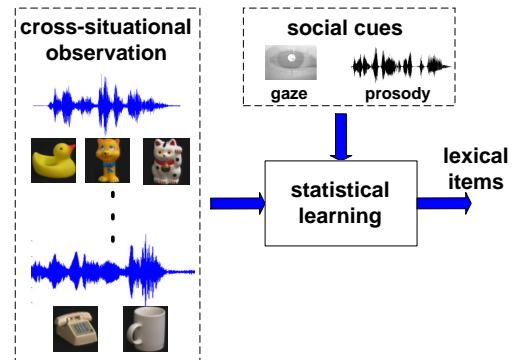 cross-situational
observation
social cues
gaze
prosody
statistical
learning
lexical
items